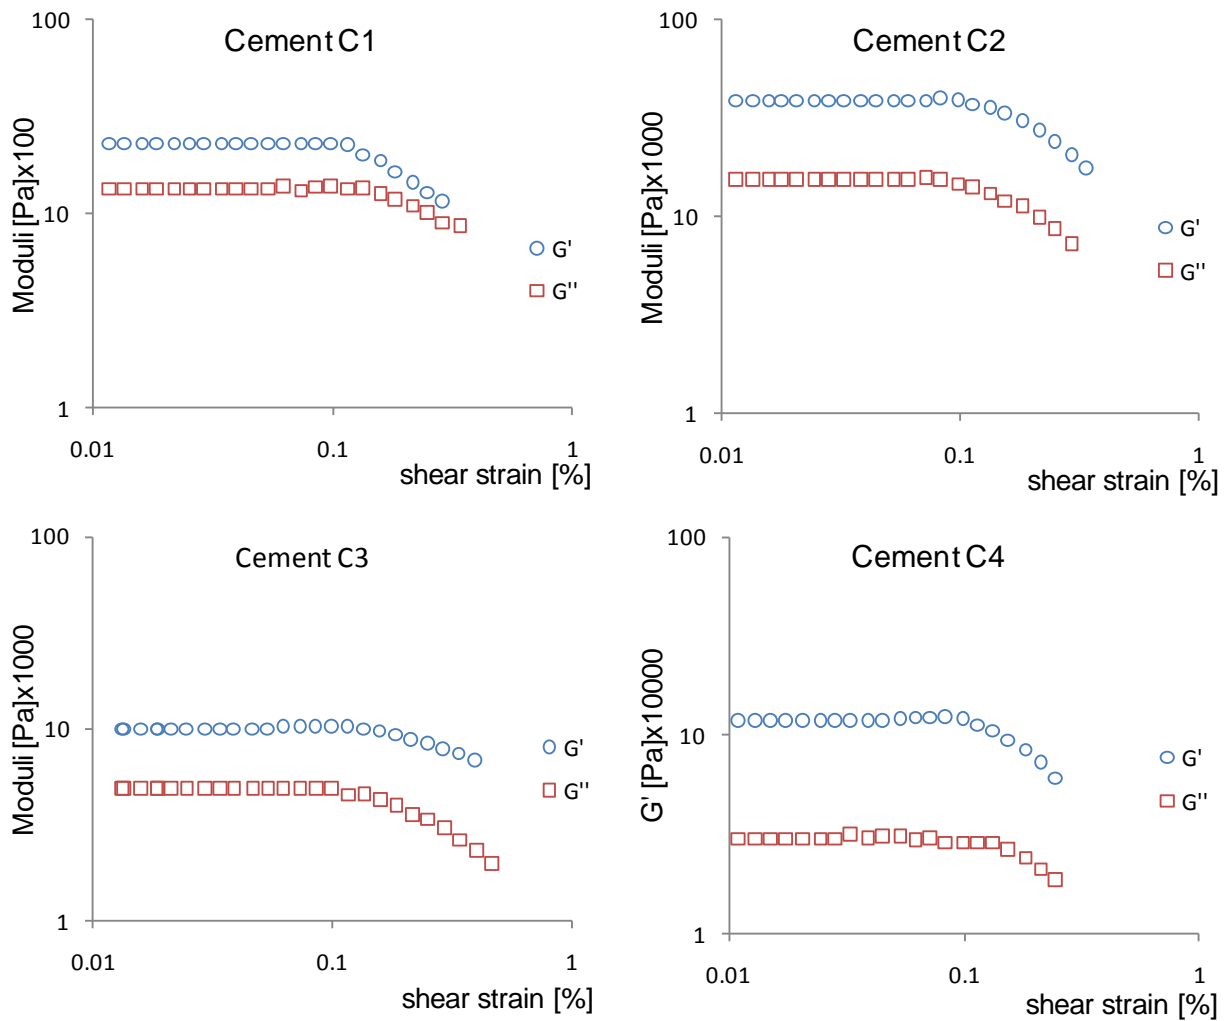 Cement C1
100
10
1
Moduli [Pa]x100
0.01
0.1
1
shear strain [%]
G'
G''
Cement C2
100
10
1
Moduli [Pa]x1000
0.01
0.1
1
shear strain [%]
G'
G''
Cement C3
100
10
1
Moduli [Pa]x1000
0.01
0.1
1
shear strain [%]
G'
G''
Cement C4
100
10
1
G' [Pa]x10000
0.01
0.1
1
shear strain [%]
G'
G''